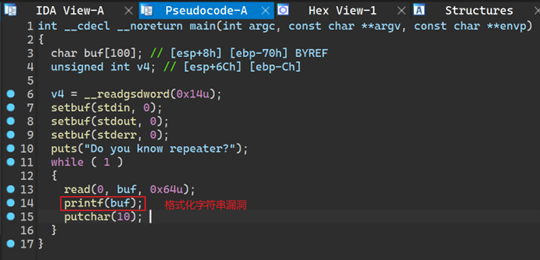 IDA View-A Pseudocode-A Hex View-1 Structures
1 int __cdecl __noreturn main(int argc, const char **argv, const char **envp)
2 {
3 char buf[100]; // [esp+8h] [ebp-70h] BYREF
4 unsigned int v4; // [esp+6Ch] [ebp-Ch]
5
6 v4 = __readgsdword(0x14u);
7 setbuf(stdin, 0);
8 setbuf(stdout, 0);
9 setbuf(stderr, 0);
10 puts("Do you know repeater?");
11 while ( 1 )
12 {
13 read(0, buf, 0x64u);
14 printf(buf); 格式化字符串漏洞
15 putchar(10);
16 }
17 }